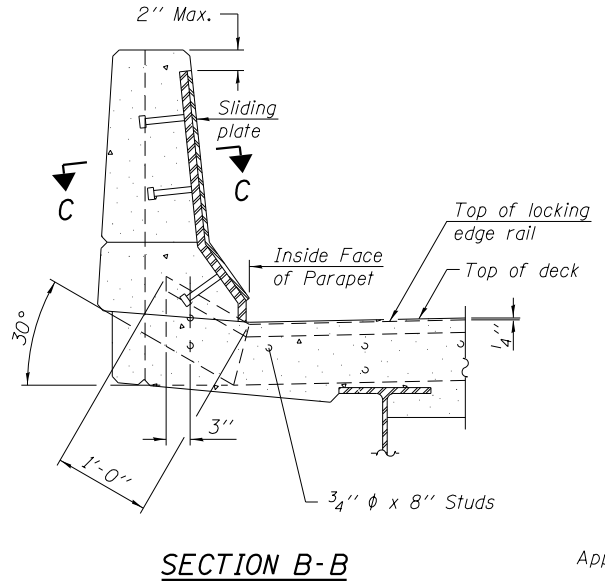 2" Max.
Sliding
plate
C
C
Top of locking
edge rail
Inside Face
of Parapet
Top of deck
30°
1/4"
3"
1'-0"
3/4" ϕ x 8" Studs
SECTION B-B
App